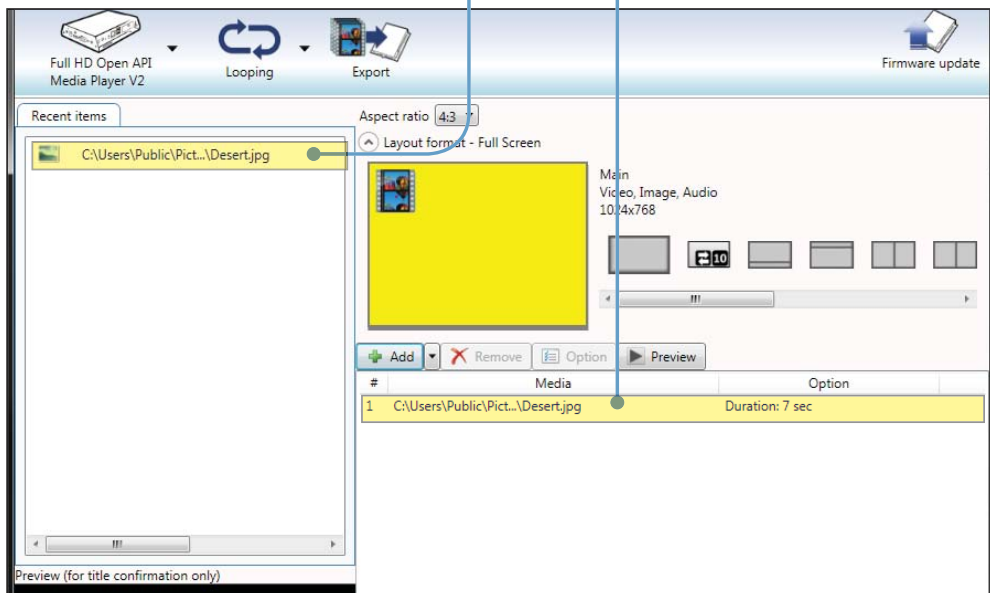 Full HD Open API
Media Player V2
Looping
Export
Firmware update
Recent items
C:\Users\Public\Pict...\Desert.jpg
Preview (for title confirmation only)
Aspect ratio 4:3
Layout format - Full Screen
Main
Video, Image, Audio
1024x768
10
Add
Remove
Option
Preview
# Media Option
1 C:\Users\Public\Pict...\Desert.jpg Duration: 7 sec